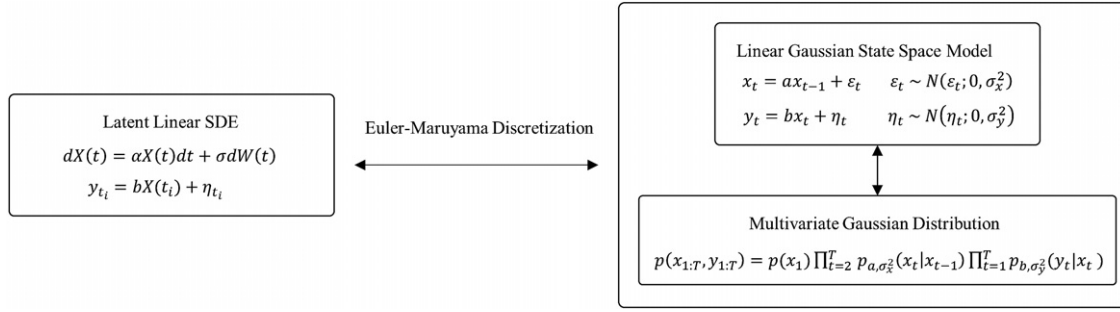 Latent Linear SDE
dX(t) = αX(t)dt + σdW(t)
y_{t_i} = bX(t_i) + η_{t_i}
Euler-Maruyama Discretization
Linear Gaussian State Space Model
x_t = ax_{t−1} + ε_t  ε_t ~ N(ε_t; 0, σ_x^2)
y_t = bx_t + η_t  η_t ~ N(η_t; 0, σ_y^2)
Multivariate Gaussian Distribution
p(x_{1:T}, y_{1:T}) = p(x_1) ∏_{t=2}^{T} p_{a,σ_x^2}(x_t|x_{t−1}) ∏_{t=1}^{T} p_{b,σ_y^2}(y_t|x_t)